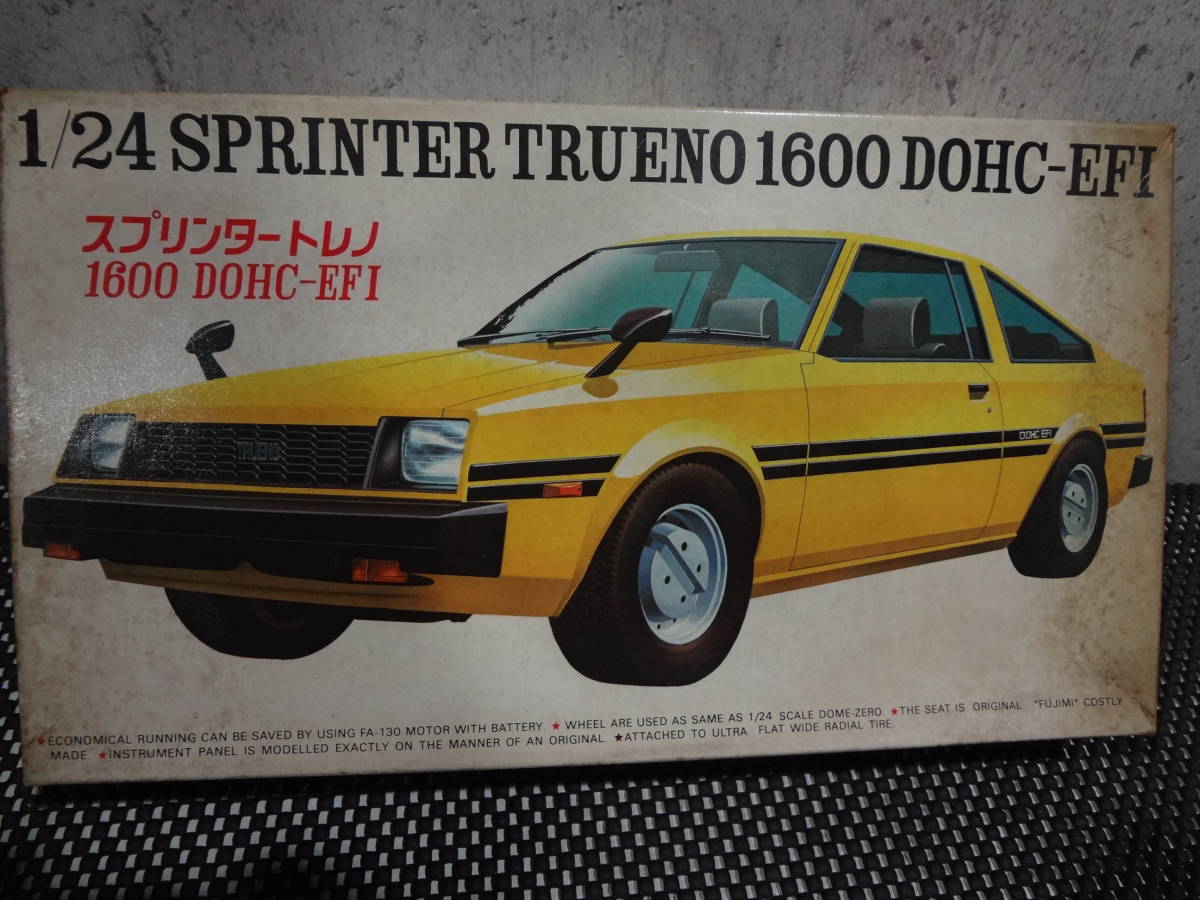 1/24 SPRINTER TRUENO 1600 DOHC-EFI
スプリンタートレノ
1600 DOHC-EFI
TRUENO
DOHC EFI
★ECONOMICAL RUNNING CAN BE SAVED BY USING FA-130 MOTOR WITH BATTERY ★WHEEL ARE USED AS SAME AS 1/24 SCALE DOME-ZERO ★THE SEAT IS ORIGINAL "FUJIMI" COSTLY
MADE. ★INSTRUMENT PANEL IS MODELLED EXACTLY ON THE MANNER OF AN ORIGINAL. ★ATTACHED TO ULTRA FLAT WIDE RADIAL TIRE.